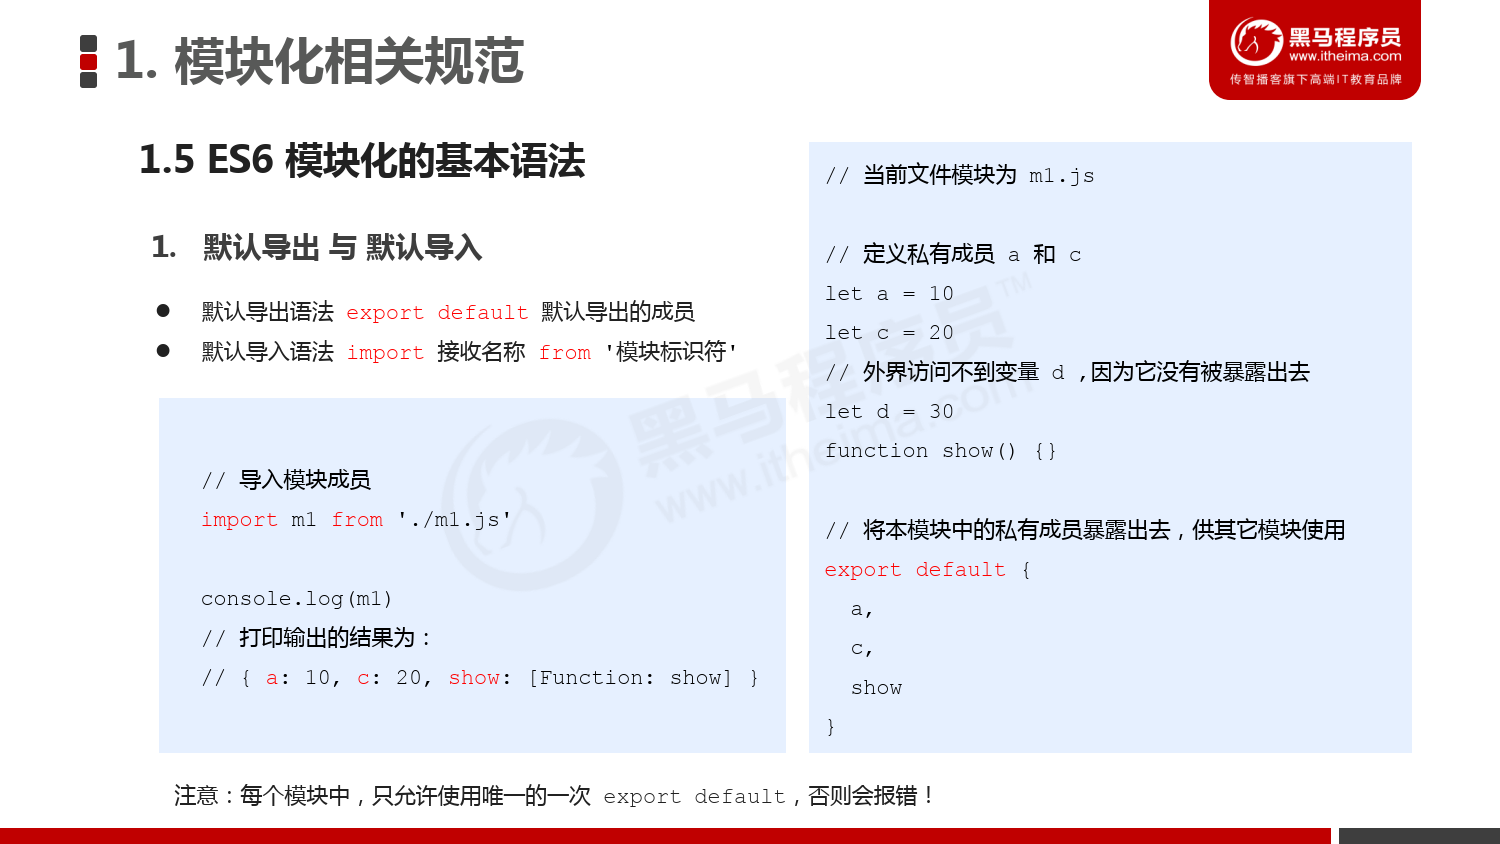 1. 模块化相关规范
黑马程序员
www.itheima.com
传智播客旗下高端IT教育品牌
1.5 ES6 模块化的基本语法
1. 默认导出 与 默认导入
● 默认导出语法 export default 默认导出的成员
● 默认导入语法 import 接收名称 from '模块标识符'
// 导入模块成员
import m1 from './m1.js'
console.log(m1)
// 打印输出的结果为：
// { a: 10, c: 20, show: [Function: show] }
// 当前文件模块为 m1.js
// 定义私有成员 a 和 c
let a = 10
let c = 20
// 外界访问不到变量 d ,因为它没有被暴露出去
let d = 30
function show() {}
// 将本模块中的私有成员暴露出去，供其它模块使用
export default {
  a,
  c,
  show
}
黑马程序员™
www.itheima.com
注意：每个模块中，只允许使用唯一的一次 export default，否则会报错！